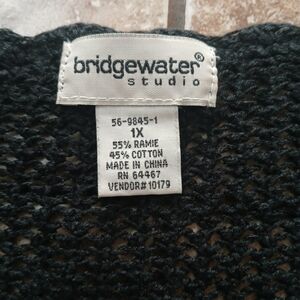 bridgewater®
studio
56-9845-1
1X
55% RAMIE
45% COTTON
MADE IN CHINA
RN 64467
VENDOR# 10179